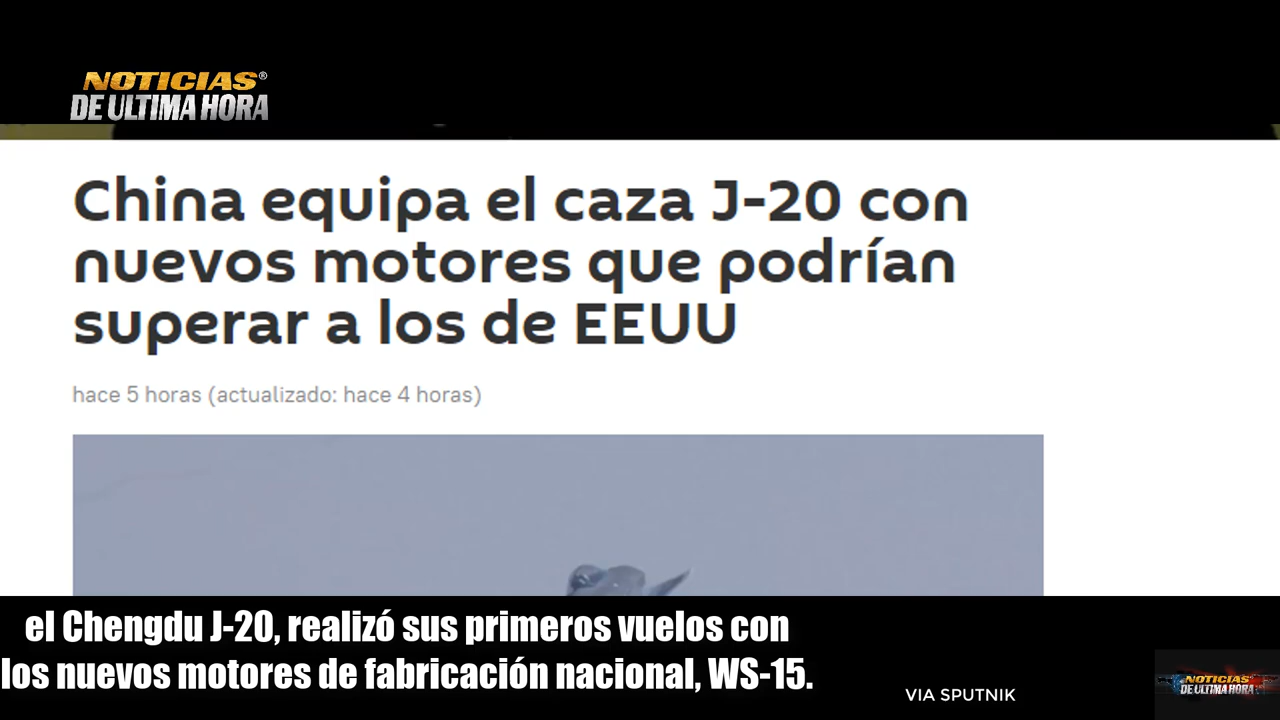 NOTICIAS®
DE ULTIMA HORA
China equipa el caza J-20 con
nuevos motores que podrían
superar a los de EEUU
hace 5 horas (actualizado: hace 4 horas)
el Chengdu J-20, realizó sus primeros vuelos con
los nuevos motores de fabricación nacional, WS-15.
VIA SPUTNIK
NOTICIAS
DE ULTIMA HORA